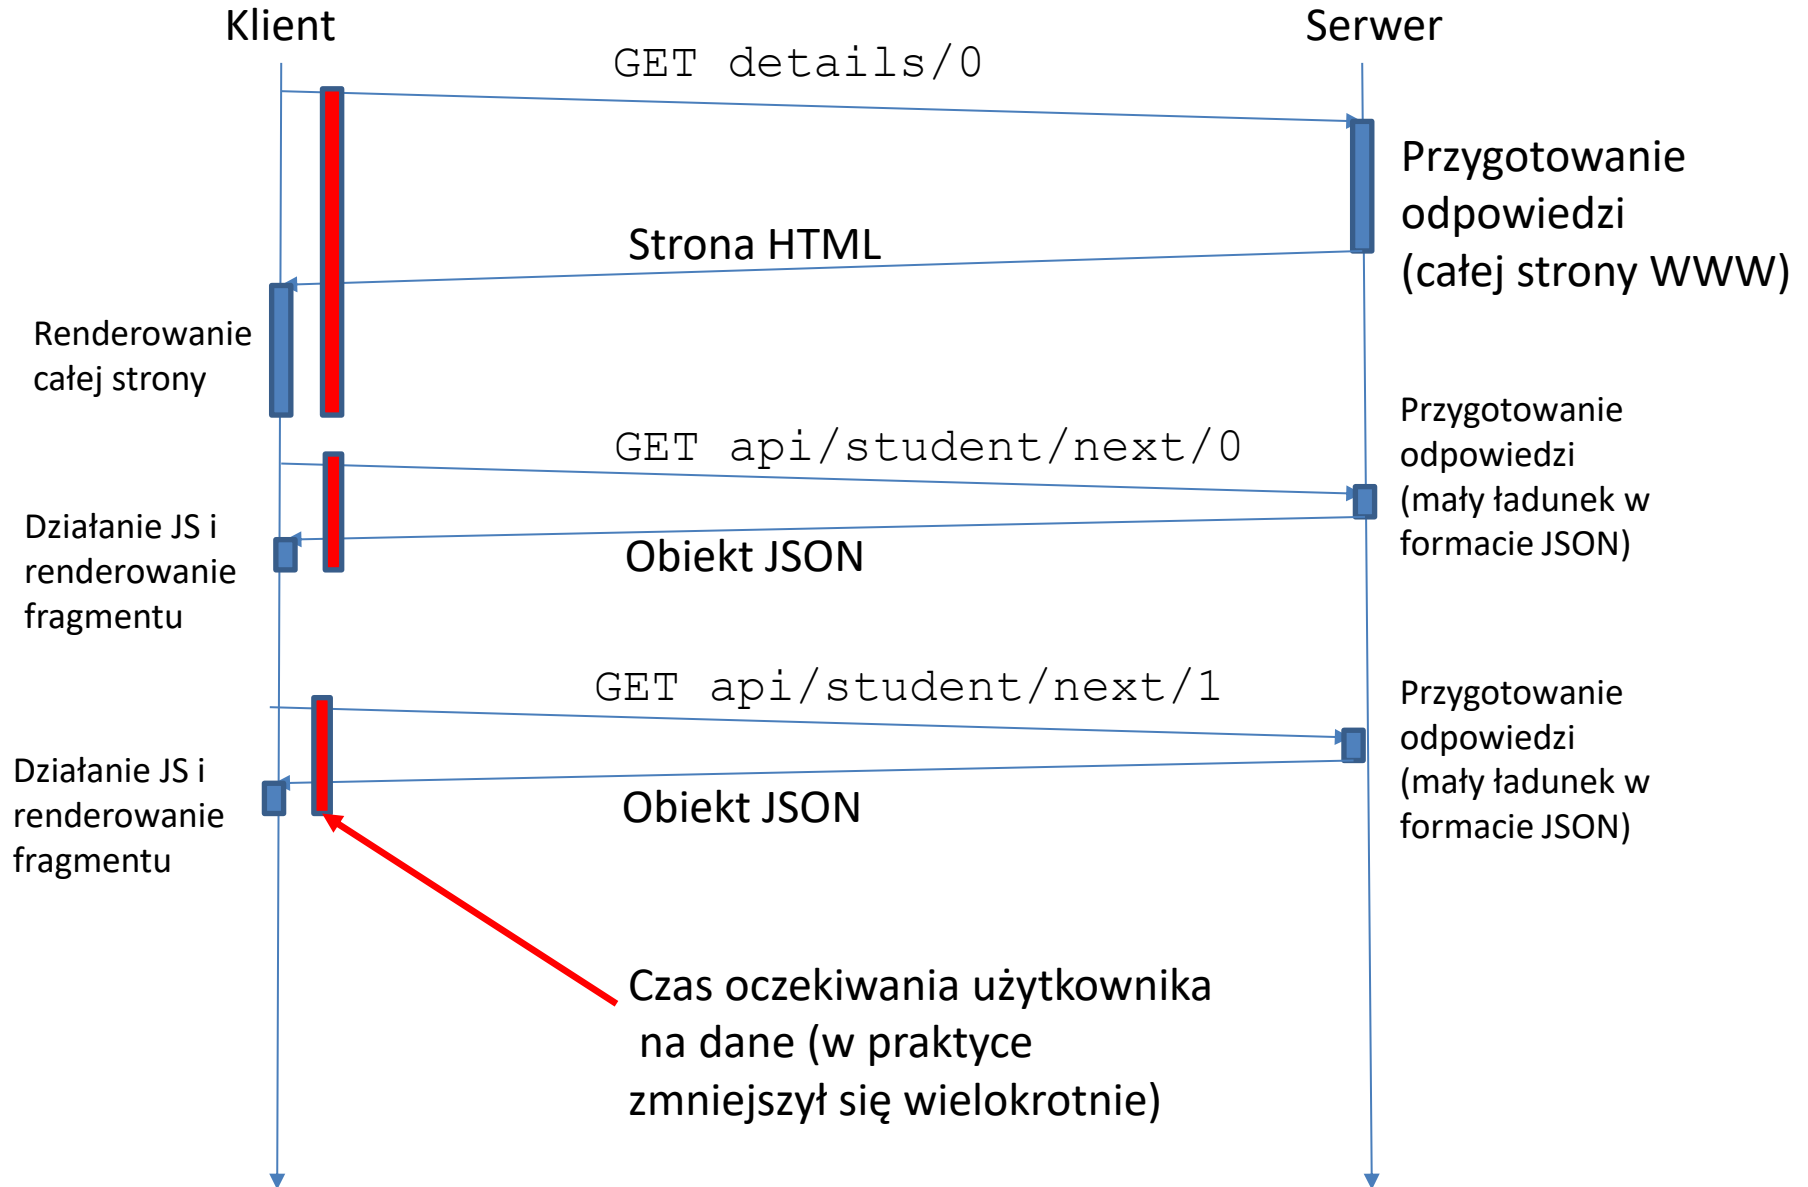 Klient
Serwer
GET details/0
Przygotowanie
odpowiedzi
(całej strony WWW)
Strona HTML
Renderowanie
całej strony
GET api/student/next/0
Przygotowanie
odpowiedzi
(mały ładunek w
formacie JSON)
Działanie JS i
renderowanie
fragmentu
Obiekt JSON
GET api/student/next/1
Przygotowanie
odpowiedzi
(mały ładunek w
formacie JSON)
Działanie JS i
renderowanie
fragmentu
Obiekt JSON
Czas oczekiwania użytkownika
na dane (w praktyce
zmniejszył się wielokrotnie)